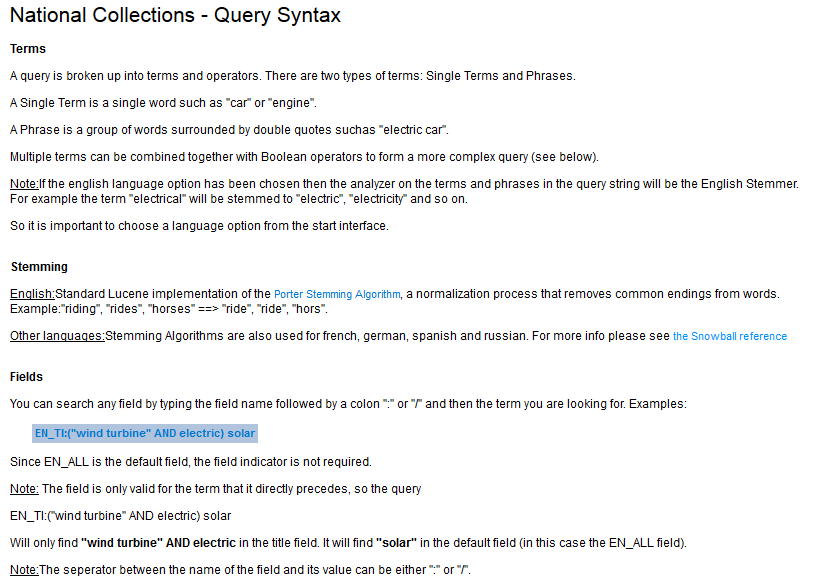 National Collections - Query Syntax
Terms
A query is broken up into terms and operators. There are two types of terms: Single Terms and Phrases.
A Single Term is a single word such as "car" or "engine".
A Phrase is a group of words surrounded by double quotes suchas "electric car".
Multiple terms can be combined together with Boolean operators to form a more complex query (see below).
Note:If the english language option has been chosen then the analyzer on the terms and phrases in the query string will be the English Stemmer.
For example the term "electrical" will be stemmed to "electric", "electricity" and so on.
So it is important to choose a language option from the start interface.
Stemming
English:Standard Lucene implementation of the Porter Stemming Algorithm, a normalization process that removes common endings from words.
Example:"riding", "rides", "horses" ==> "ride", "ride", "hors".
Other languages:Stemming Algorithms are also used for french, german, spanish and russian. For more info please see the Snowball reference
Fields
You can search any field by typing the field name followed by a colon ":" or "/" and then the term you are looking for. Examples:
EN_TI:("wind turbine" AND electric) solar
Since EN_ALL is the default field, the field indicator is not required.
Note: The field is only valid for the term that it directly precedes, so the query
EN_TI:("wind turbine" AND electric) solar
Will only find "wind turbine" AND electric in the title field. It will find "solar" in the default field (in this case the EN_ALL field).
Note:The seperator between the name of the field and its value can be either ":" or "/".